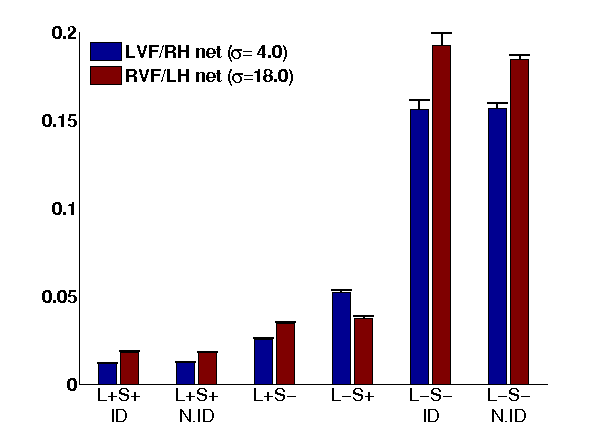 0.2
LVF/RH net (σ= 4.0)
RVF/LH net (σ=18.0)
0.15
0.1
0.05
0
L+S+ L+S+ L+S− L−S+ L−S− L−S−
ID N.ID ID N.ID